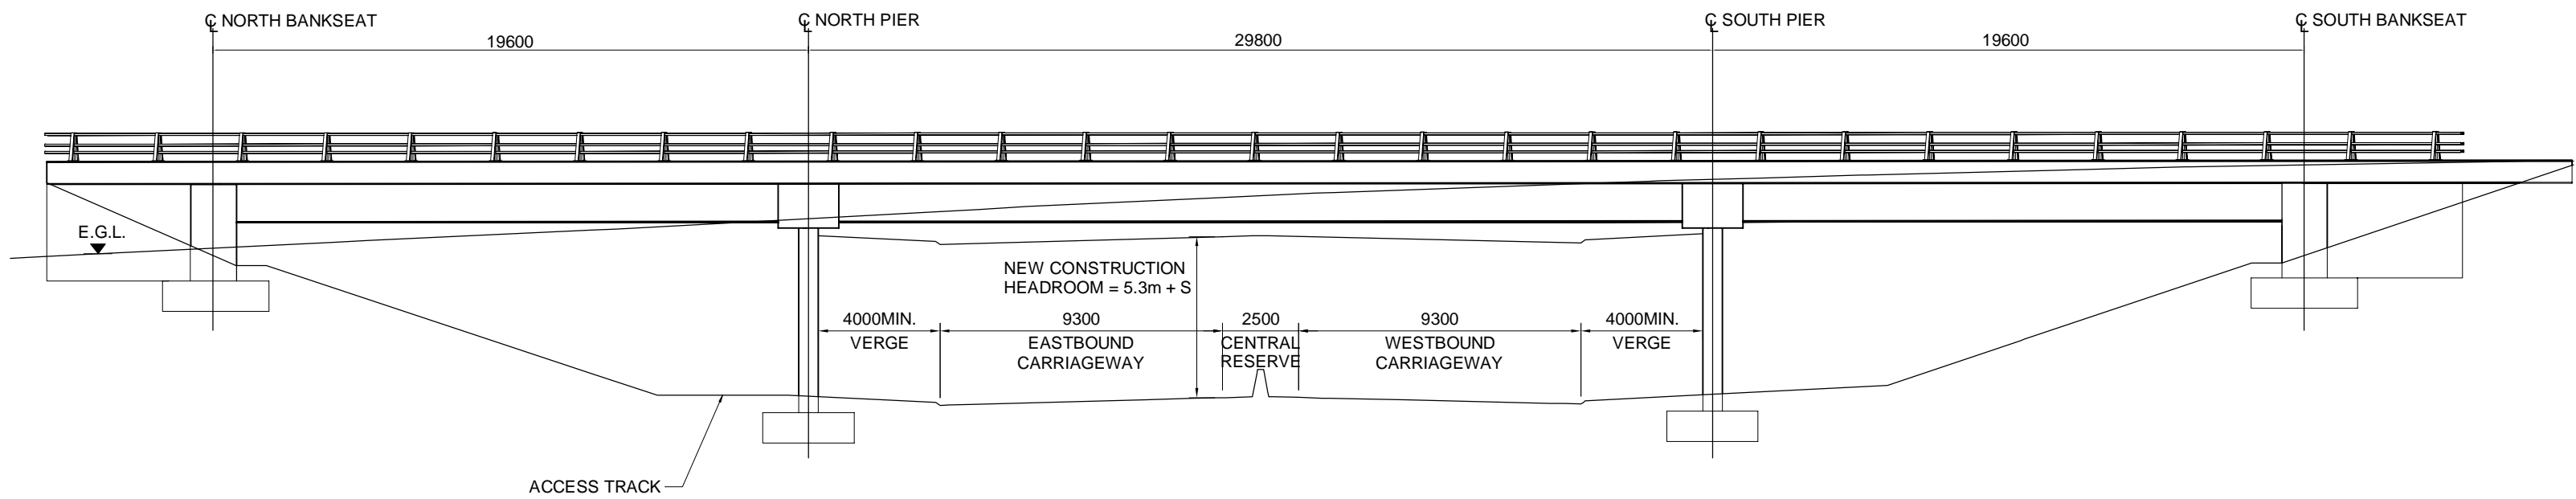 ℄ NORTH BANKSEAT
℄ NORTH PIER
℄ SOUTH PIER
℄ SOUTH BANKSEAT
19600
29800
19600
E.G.L.
NEW CONSTRUCTION
HEADROOM = 5.3m + S
4000MIN.
VERGE
9300
EASTBOUND
CARRIAGEWAY
2500
CENTRAL
RESERVE
9300
WESTBOUND
CARRIAGEWAY
4000MIN.
VERGE
ACCESS TRACK